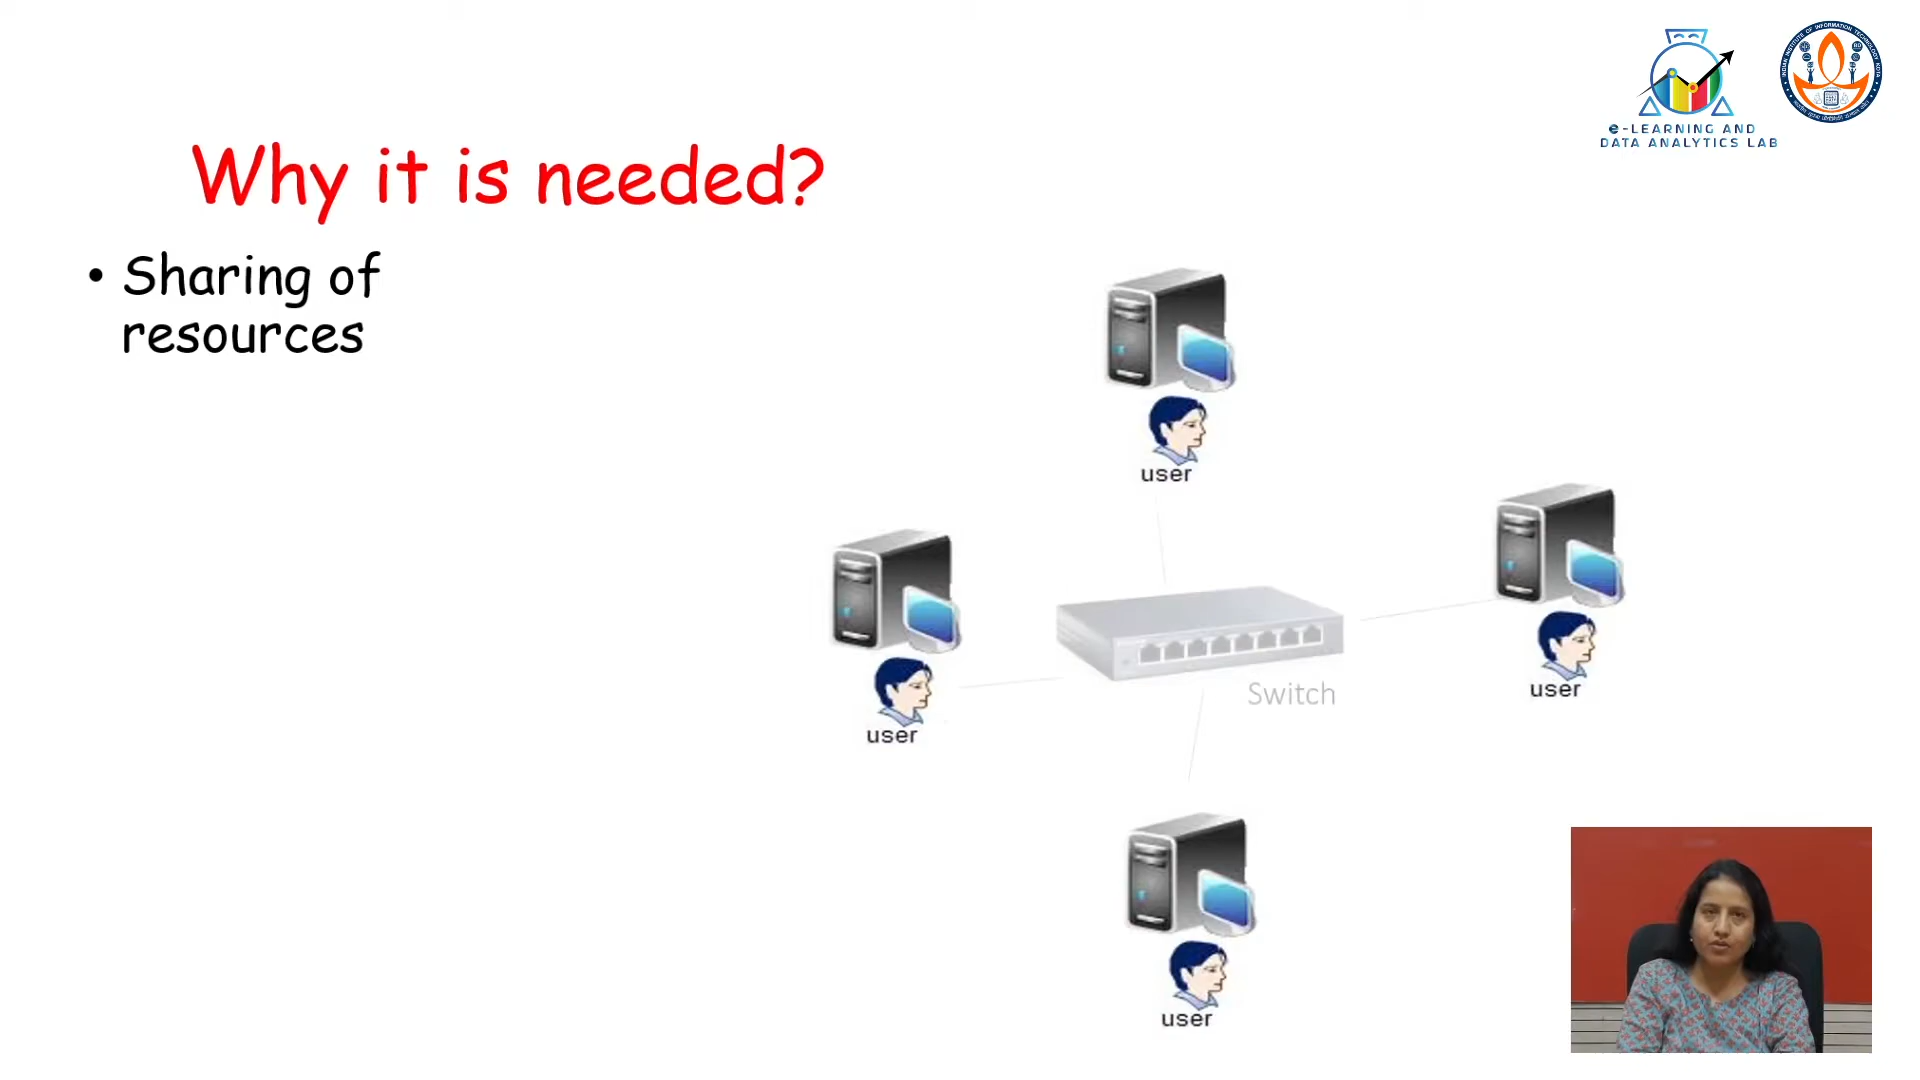 e-LEARNING AND
DATA ANALYTICS LAB
Why it is needed?
• Sharing of
resources
user
user
user
Switch
user